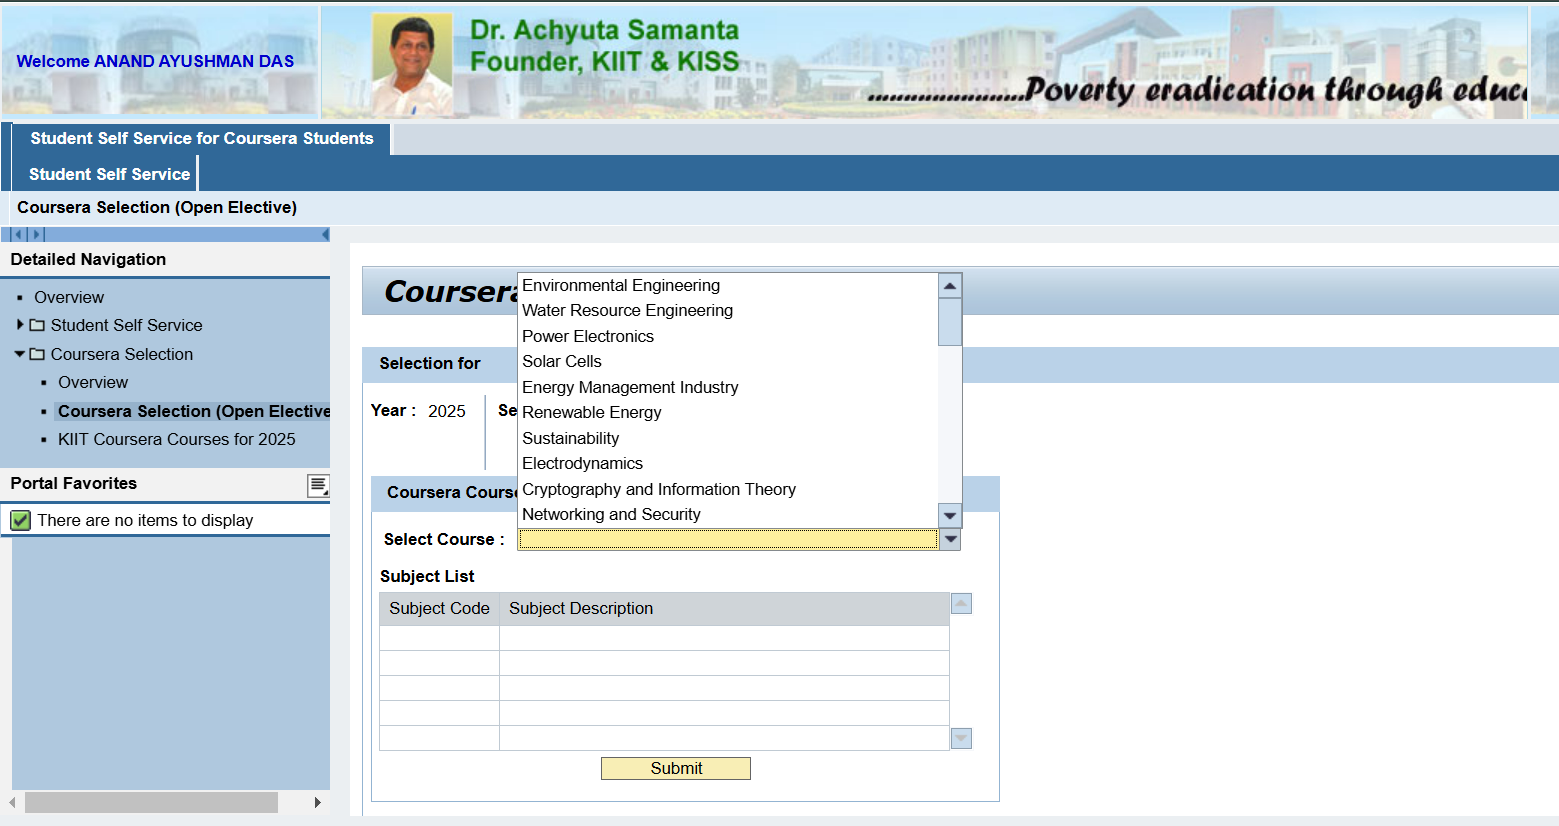 Welcome ANAND AYUSHMAN DAS
Dr. Achyuta Samanta
Founder, KIIT & KISS
.....................Poverty eradication through educa
Student Self Service for Coursera Students
Student Self Service
Coursera Selection (Open Elective)
Detailed Navigation
Overview
Student Self Service
Coursera Selection
Overview
Coursera Selection (Open Elective
KIIT Coursera Courses for 2025
Portal Favorites
There are no items to display
Coursera
Selection for
Year : 2025 Se
Environmental Engineering
Water Resource Engineering
Power Electronics
Solar Cells
Energy Management Industry
Renewable Energy
Sustainability
Electrodynamics
Cryptography and Information Theory
Networking and Security
Coursera Course
Select Course :
Subject List
Subject Code Subject Description
Submit